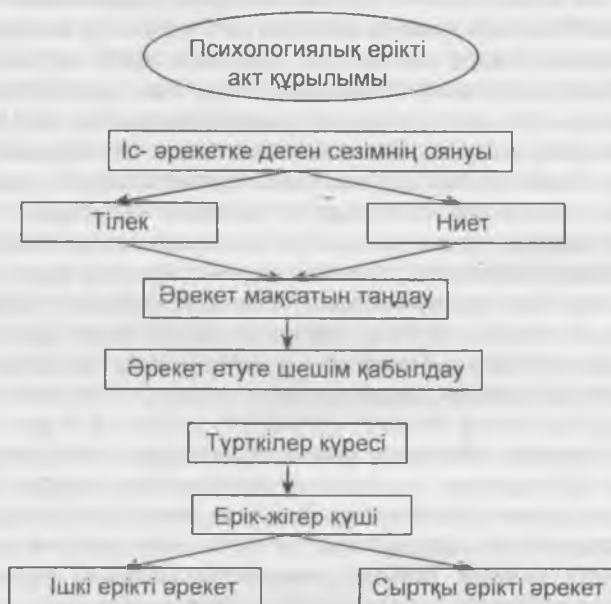 Психологиялық ерікті
акт құрылымы
Іс- әрекетке деген сезімнің оянуы
Тілек
Ниет
Әрекет мақсатын таңдау
Әрекет етуге шешім қабылдау
Түрткілер күресі
Ерік-жігер күші
Ішкі ерікті әрекет
Сыртқы ерікті әрекет